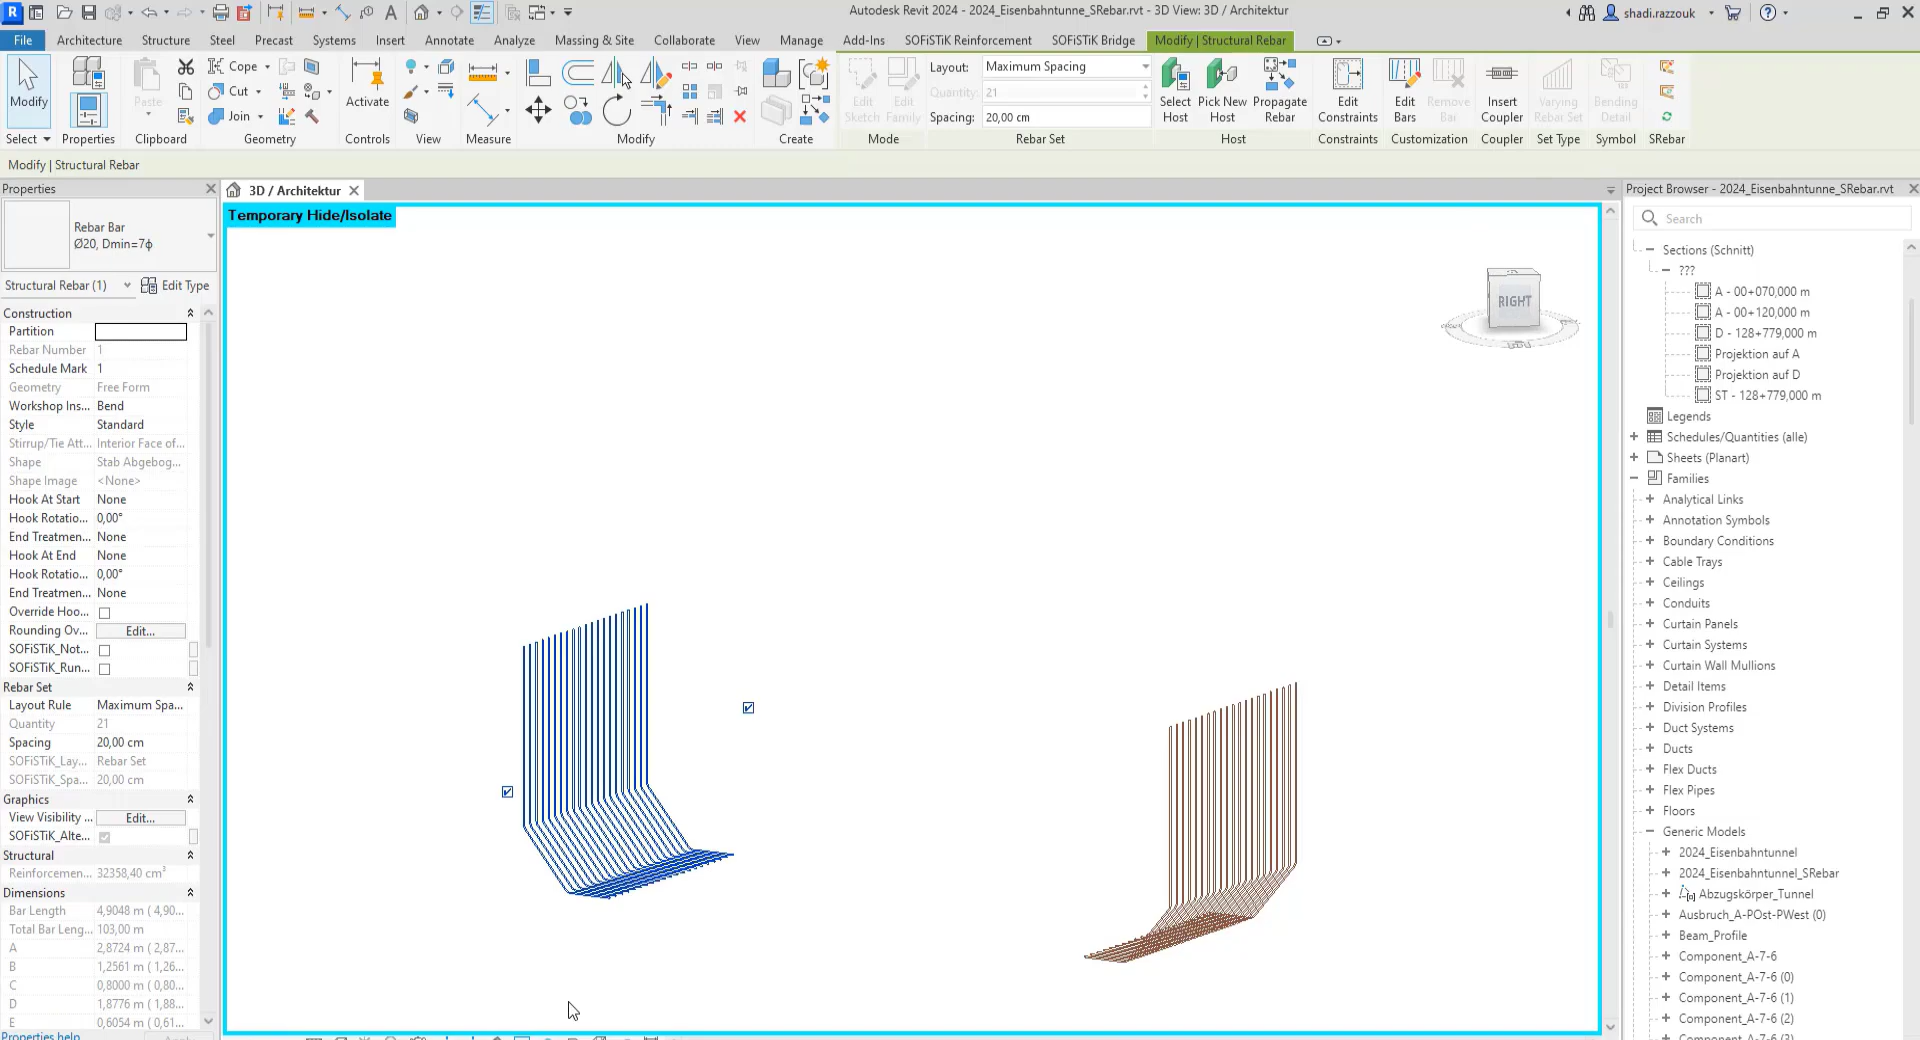 Autodesk Revit 2024 - 2024_Eisenbahntunne_SRebar.rvt - 3D View: 3D / Architektur
shadi.razzouk
File
Architecture
Structure
Steel
Precast
Systems
Insert
Annotate
Analyze
Massing & Site
Collaborate
View
Manage
Add-Ins
SOFiSTiK Reinforcement
SOFiSTiK Bridge
Modify | Structural Rebar
Modify
Select
Properties
Paste
Clipboard
Cope
Cut
Join
Geometry
Activate
Controls
View
Measure
Modify
Create
Edit Sketch
Edit Family
Mode
Layout: Maximum Spacing
Quantity: 21
Spacing: 20,00 cm
Rebar Set
Select Host
Pick New Host
Propagate Rebar
Host
Edit Constraints
Constraints
Edit Bars
Remove Bar
Customization
Insert Coupler
Coupler
Varying Rebar Set
Set Type
Bending Detail
Symbol
SRebar
Modify | Structural Rebar
Properties
Rebar Bar
Ø20, Dmin=7ϕ
Structural Rebar (1)
Edit Type
Construction
Partition
Rebar Number 1
Schedule Mark 1
Geometry Free Form
Workshop Ins... Bend
Style Standard
Stirrup/Tie Att... Interior Face of...
Shape Stab Abgebog...
Shape Image <None>
Hook At Start None
Hook Rotatio... 0,00°
End Treatmen... None
Hook At End None
Hook Rotatio... 0,00°
End Treatmen... None
Override Hoo...
Rounding Ov... Edit...
SOFiSTiK_Not...
SOFiSTiK_Run...
Rebar Set
Layout Rule Maximum Spa...
Quantity 21
Spacing 20,00 cm
SOFiSTiK_Lay... Rebar Set
SOFiSTiK_Spa... 20,00 cm
Graphics
View Visibility ... Edit...
SOFiSTiK_Alte...
Structural
Reinforcemen... 32358,40 cm³
Dimensions
Bar Length 4,9048 m ( 4,90...
Total Bar Leng... 103,00 m
A 2,8724 m ( 2,87...
B 1,2561 m ( 1,26...
C 0,8000 m ( 0,80...
D 1,8776 m ( 1,88...
E 0,6054 m ( 0,61...
Properties help
3D / Architektur
Temporary Hide/Isolate
RIGHT
Project Browser - 2024_Eisenbahntunne_SRebar.rvt
Search
Sections (Schnitt)
???
A - 00+070,000 m
A - 00+120,000 m
D - 128+779,000 m
Projektion auf A
Projektion auf D
ST - 128+779,000 m
Legends
Schedules/Quantities (alle)
Sheets (Planart)
Families
Analytical Links
Annotation Symbols
Boundary Conditions
Cable Trays
Ceilings
Conduits
Curtain Panels
Curtain Systems
Curtain Wall Mullions
Detail Items
Division Profiles
Duct Systems
Ducts
Flex Ducts
Flex Pipes
Floors
Generic Models
2024_Eisenbahntunnel
2024_Eisenbahntunnel_SRebar
Abzugskörper_Tunnel
Ausbruch_A-POst-PWest (0)
Beam_Profile
Component_A-7-6
Component_A-7-6 (0)
Component_A-7-6 (1)
Component_A-7-6 (2)
Component_A-7-6 (3)